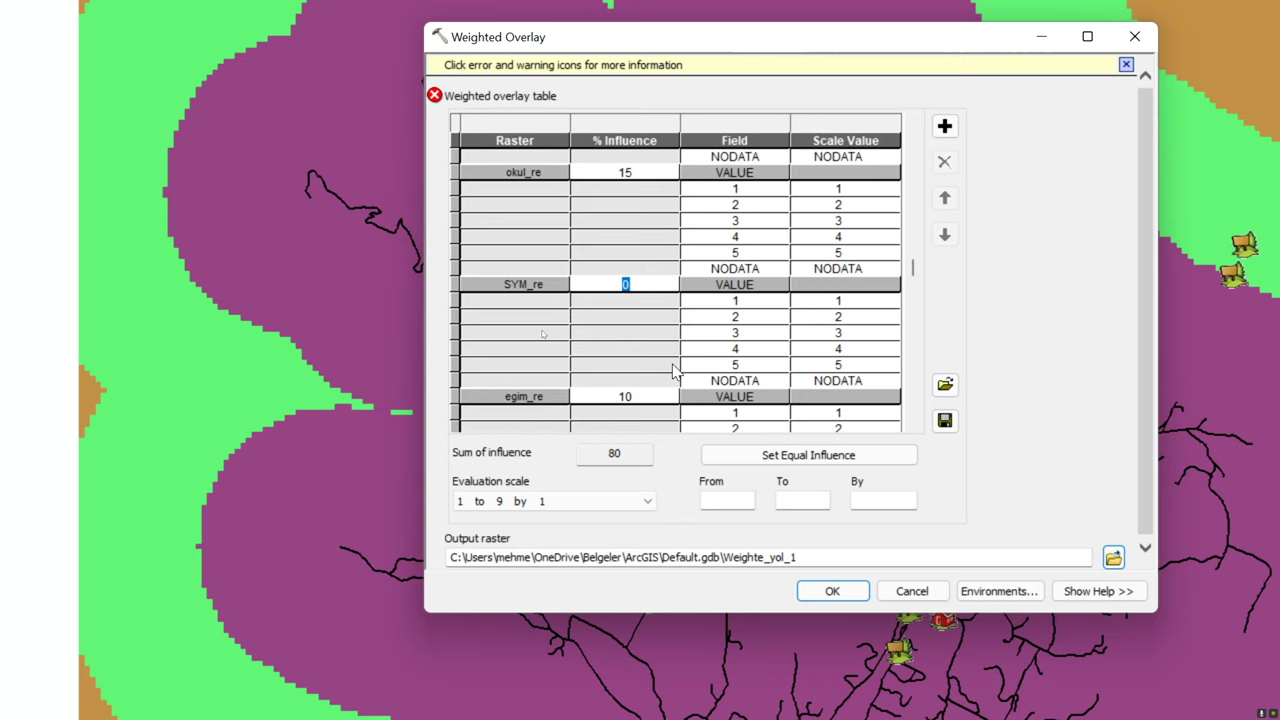 Weighted Overlay
Click error and warning icons for more information
Weighted overlay table
Raster % Influence Field Scale Value
NODATA NODATA
okul_re 15 VALUE
1 1
2 2
3 3
4 4
5 5
NODATA NODATA
SYM_re 0 VALUE
1 1
2 2
3 3
4 4
5 5
NODATA NODATA
egim_re 10 VALUE
1 1
2 2
Sum of influence 80 Set Equal Influence
Evaluation scale From To By
1 to 9 by 1
Output raster
C:\Users\mehme\OneDrive\Belgeler\ArcGIS\Default.gdb\Weighte_yol_1
OK Cancel Environments... Show Help >>